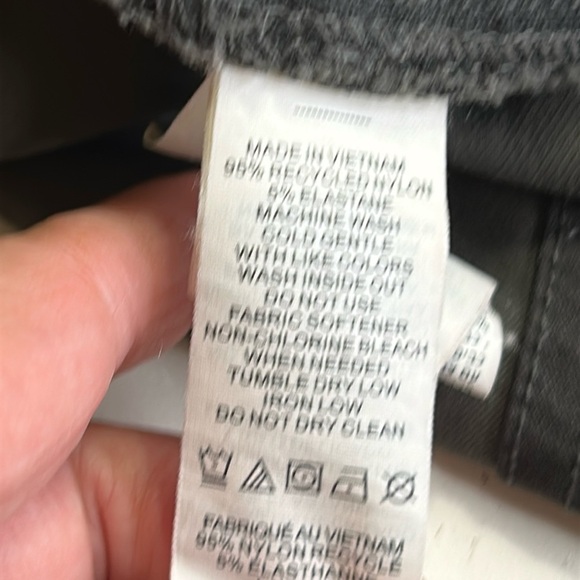 MADE IN VIETNAM
95% RECYCLED NYLON
5% ELASTANE
MACHINE WASH
COLD GENTLE
WITH LIKE COLORS
WASH INSIDE OUT
DO NOT USE
FABRIC SOFTENER
NON-CHLORINE BLEACH
WHEN NEEDED
TUMBLE DRY LOW
IRON LOW
DO NOT DRY CLEAN
FABRIQUÉ AU VIETNAM
95% NYLON RECYCLÉ
5% ÉLASTHANNE